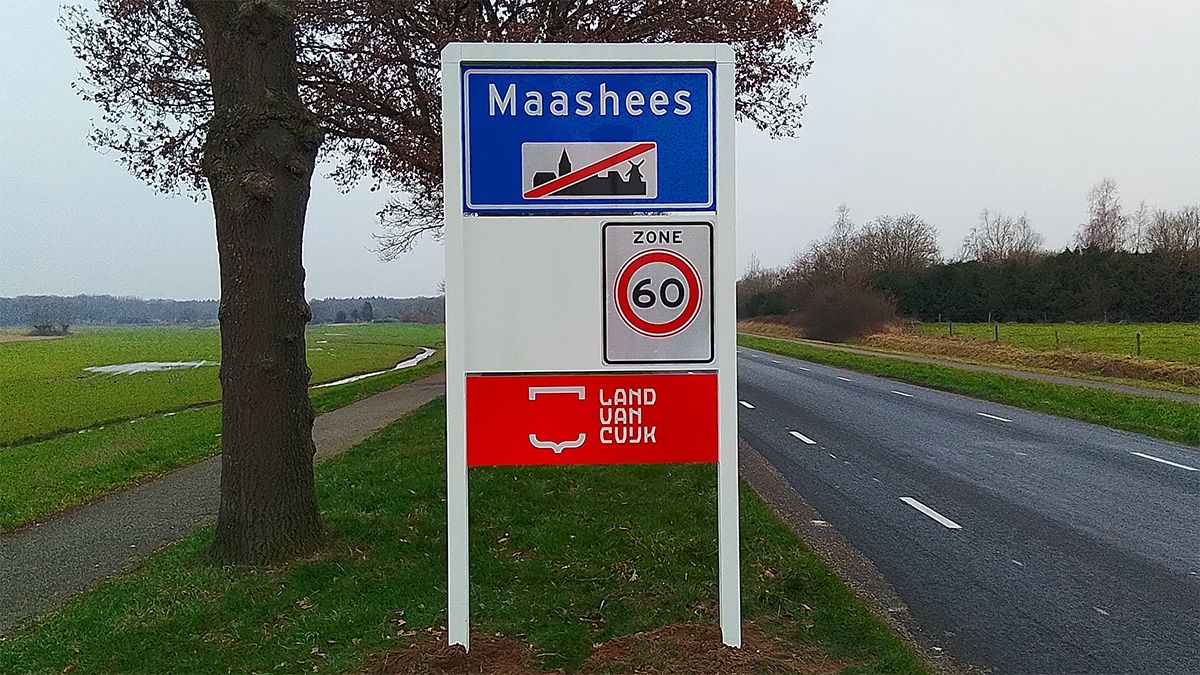 Maashees
ZONE
60
LAND
VAN
CUIJK